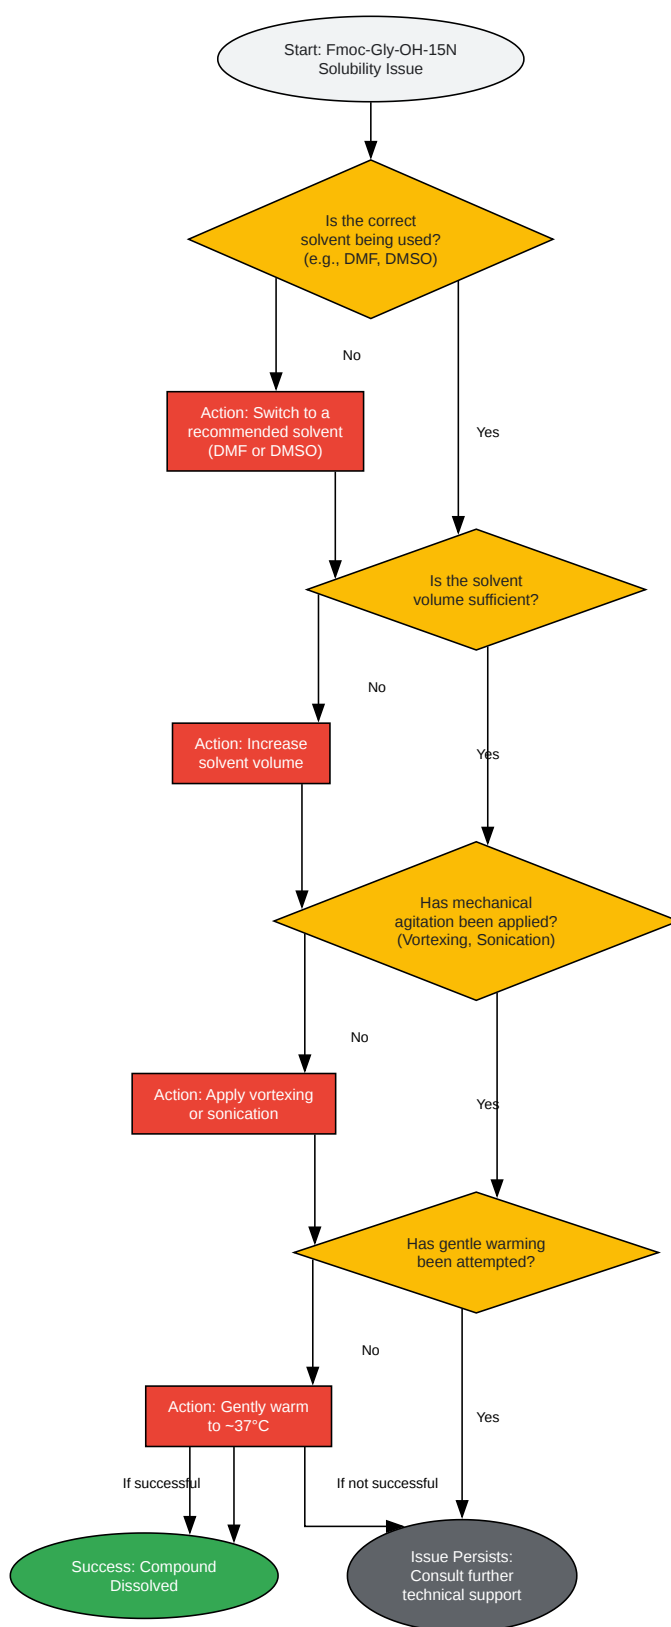 Start: Fmoc-Gly-OH-15N
Solubility Issue
Is the correct
solvent being used?
(e.g., DMF, DMSO)
No
Action: Switch to a
recommended solvent
(DMF or DMSO)
Yes
Is the solvent
volume sufficient?
No
Action: Increase
solvent volume
Yes
Has mechanical
agitation been applied?
(Vortexing, Sonication)
No
Action: Apply vortexing
or sonication
Yes
Has gentle warming
been attempted?
No
Action: Gently warm
to ~37°C
Yes
If successful
If not successful
Success: Compound
Dissolved
Issue Persists:
Consult further
technical support